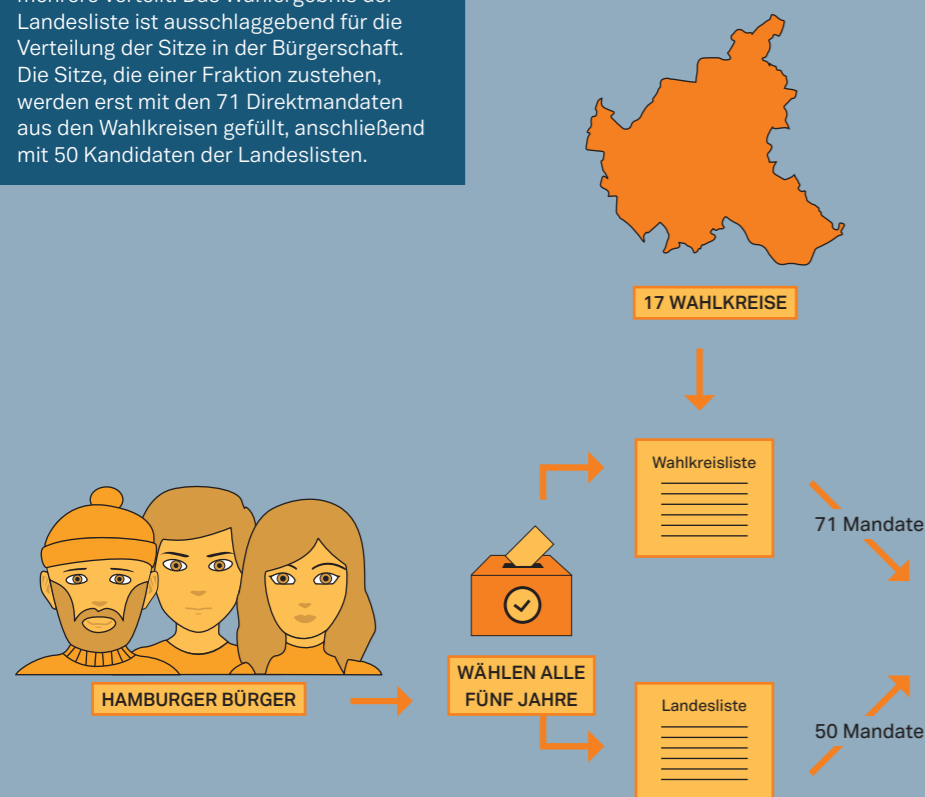 Landesliste ist ausschlaggebend für die
Verteilung der Sitze in der Bürgerschaft.
Die Sitze, die einer Fraktion zustehen,
werden erst mit den 71 Direktmandaten
aus den Wahlkreisen gefüllt, anschließend
mit 50 Kandidaten der Landeslisten.
17 WAHLKREISE
Wahlkreisliste
71 Mandate
HAMBURGER BÜRGER
WÄHLEN ALLE
FÜNF JAHRE
Landesliste
50 Mandate